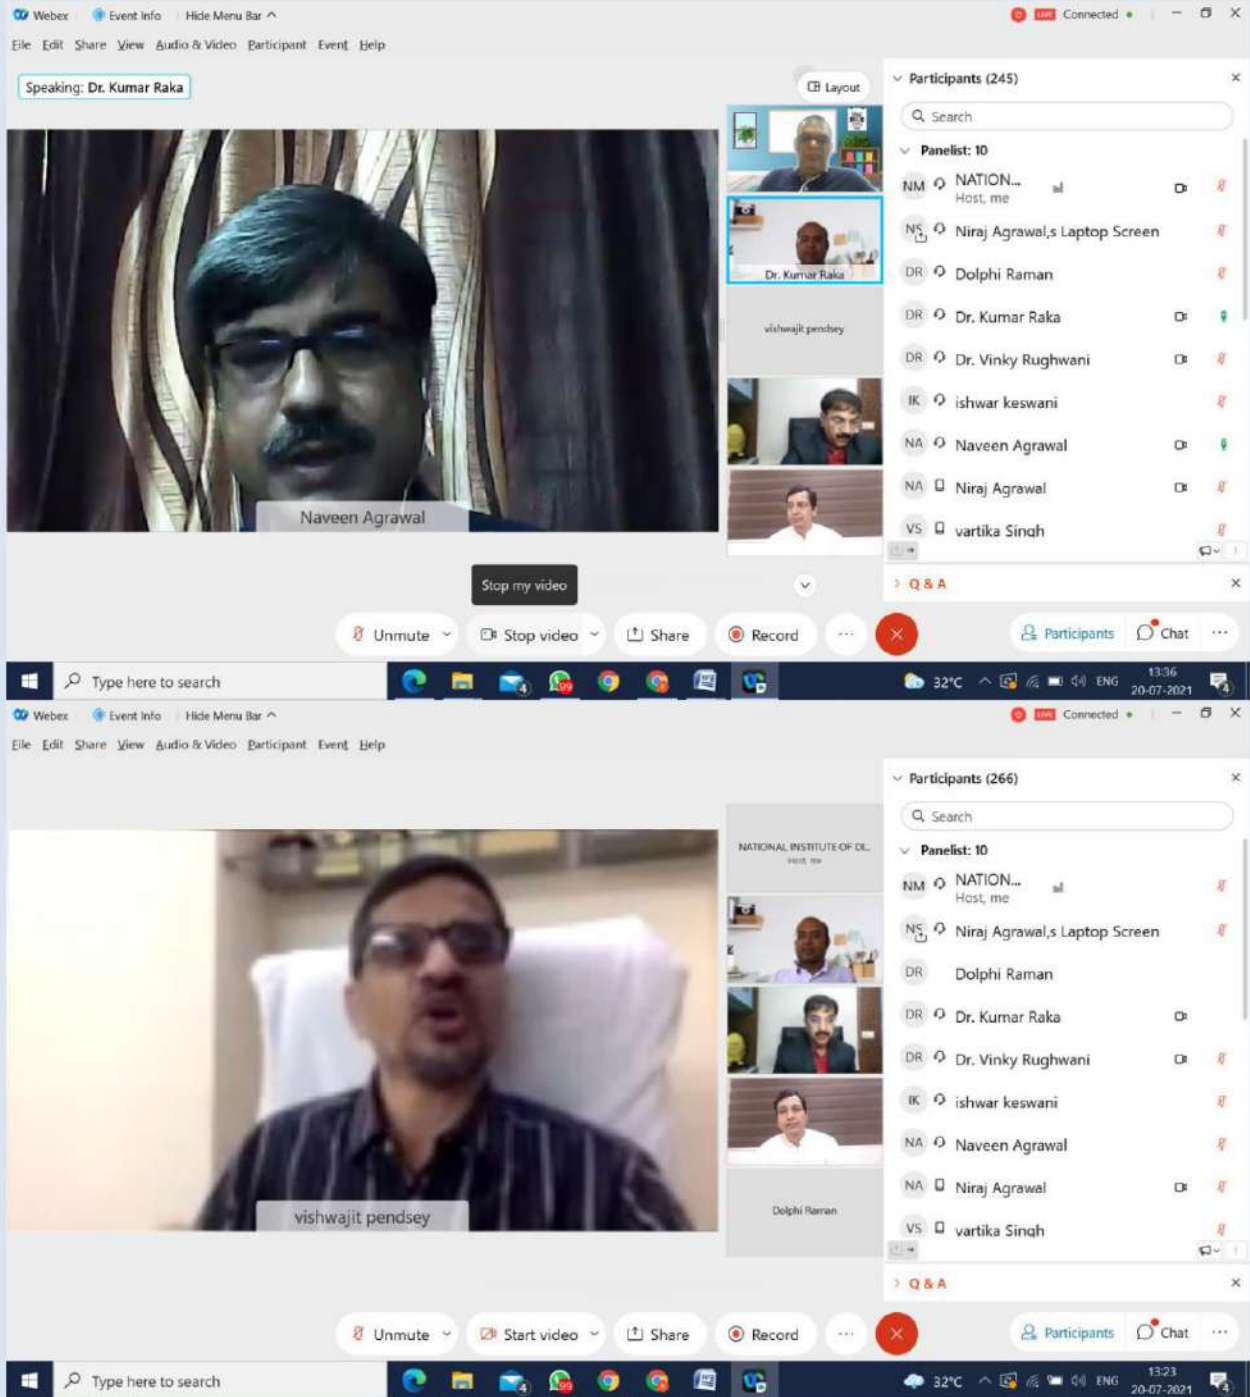 Webex Event Info Hide Menu Bar Connected
File Edit Share View Audio & Video Participant Event Help
Speaking: Dr. Kumar Raka
Layout
Dr. Kumar Raka
vishwajit pendsey
Naveen Agrawal
Stop my video
Participants (245)
Search
Panelist: 10
NM NATION...
Host, me
NS Niraj Agrawal,s Laptop Screen
DR Dolphi Raman
DR Dr. Kumar Raka
DR Dr. Vinky Rughwani
IK ishwar keswani
NA Naveen Agrawal
NA Niraj Agrawal
VS vartika Singh
Q & A
Unmute Stop video Share Record Participants Chat
Type here to search 4 99 32°C ENG 13:36
20-07-2021 4
Webex Event Info Hide Menu Bar LIVE Connected
File Edit Share View Audio & Video Participant Event Help
NATIONAL INSTITUTE OF DI...
Host, me
Dolphi Raman
vishwajit pendsey
Participants (266)
Search
Panelist: 10
NM NATION...
Host, me
NS Niraj Agrawal,s Laptop Screen
DR Dolphi Raman
DR Dr. Kumar Raka
DR Dr. Vinky Rughwani
IK ishwar keswani
NA Naveen Agrawal
NA Niraj Agrawal
VS vartika Singh
Q & A
Unmute Start video Share Record Participants Chat
Type here to search 4 99 32°C ENG 13:23
20-07-2021 4